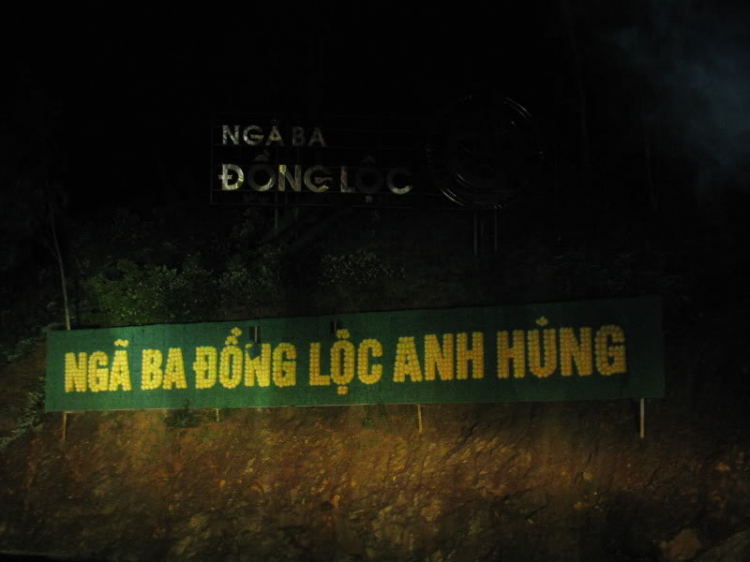 NGÃ BA
ĐỒNG LỘC
NGÃ BA ĐỒNG LỘC ANH HÙNG